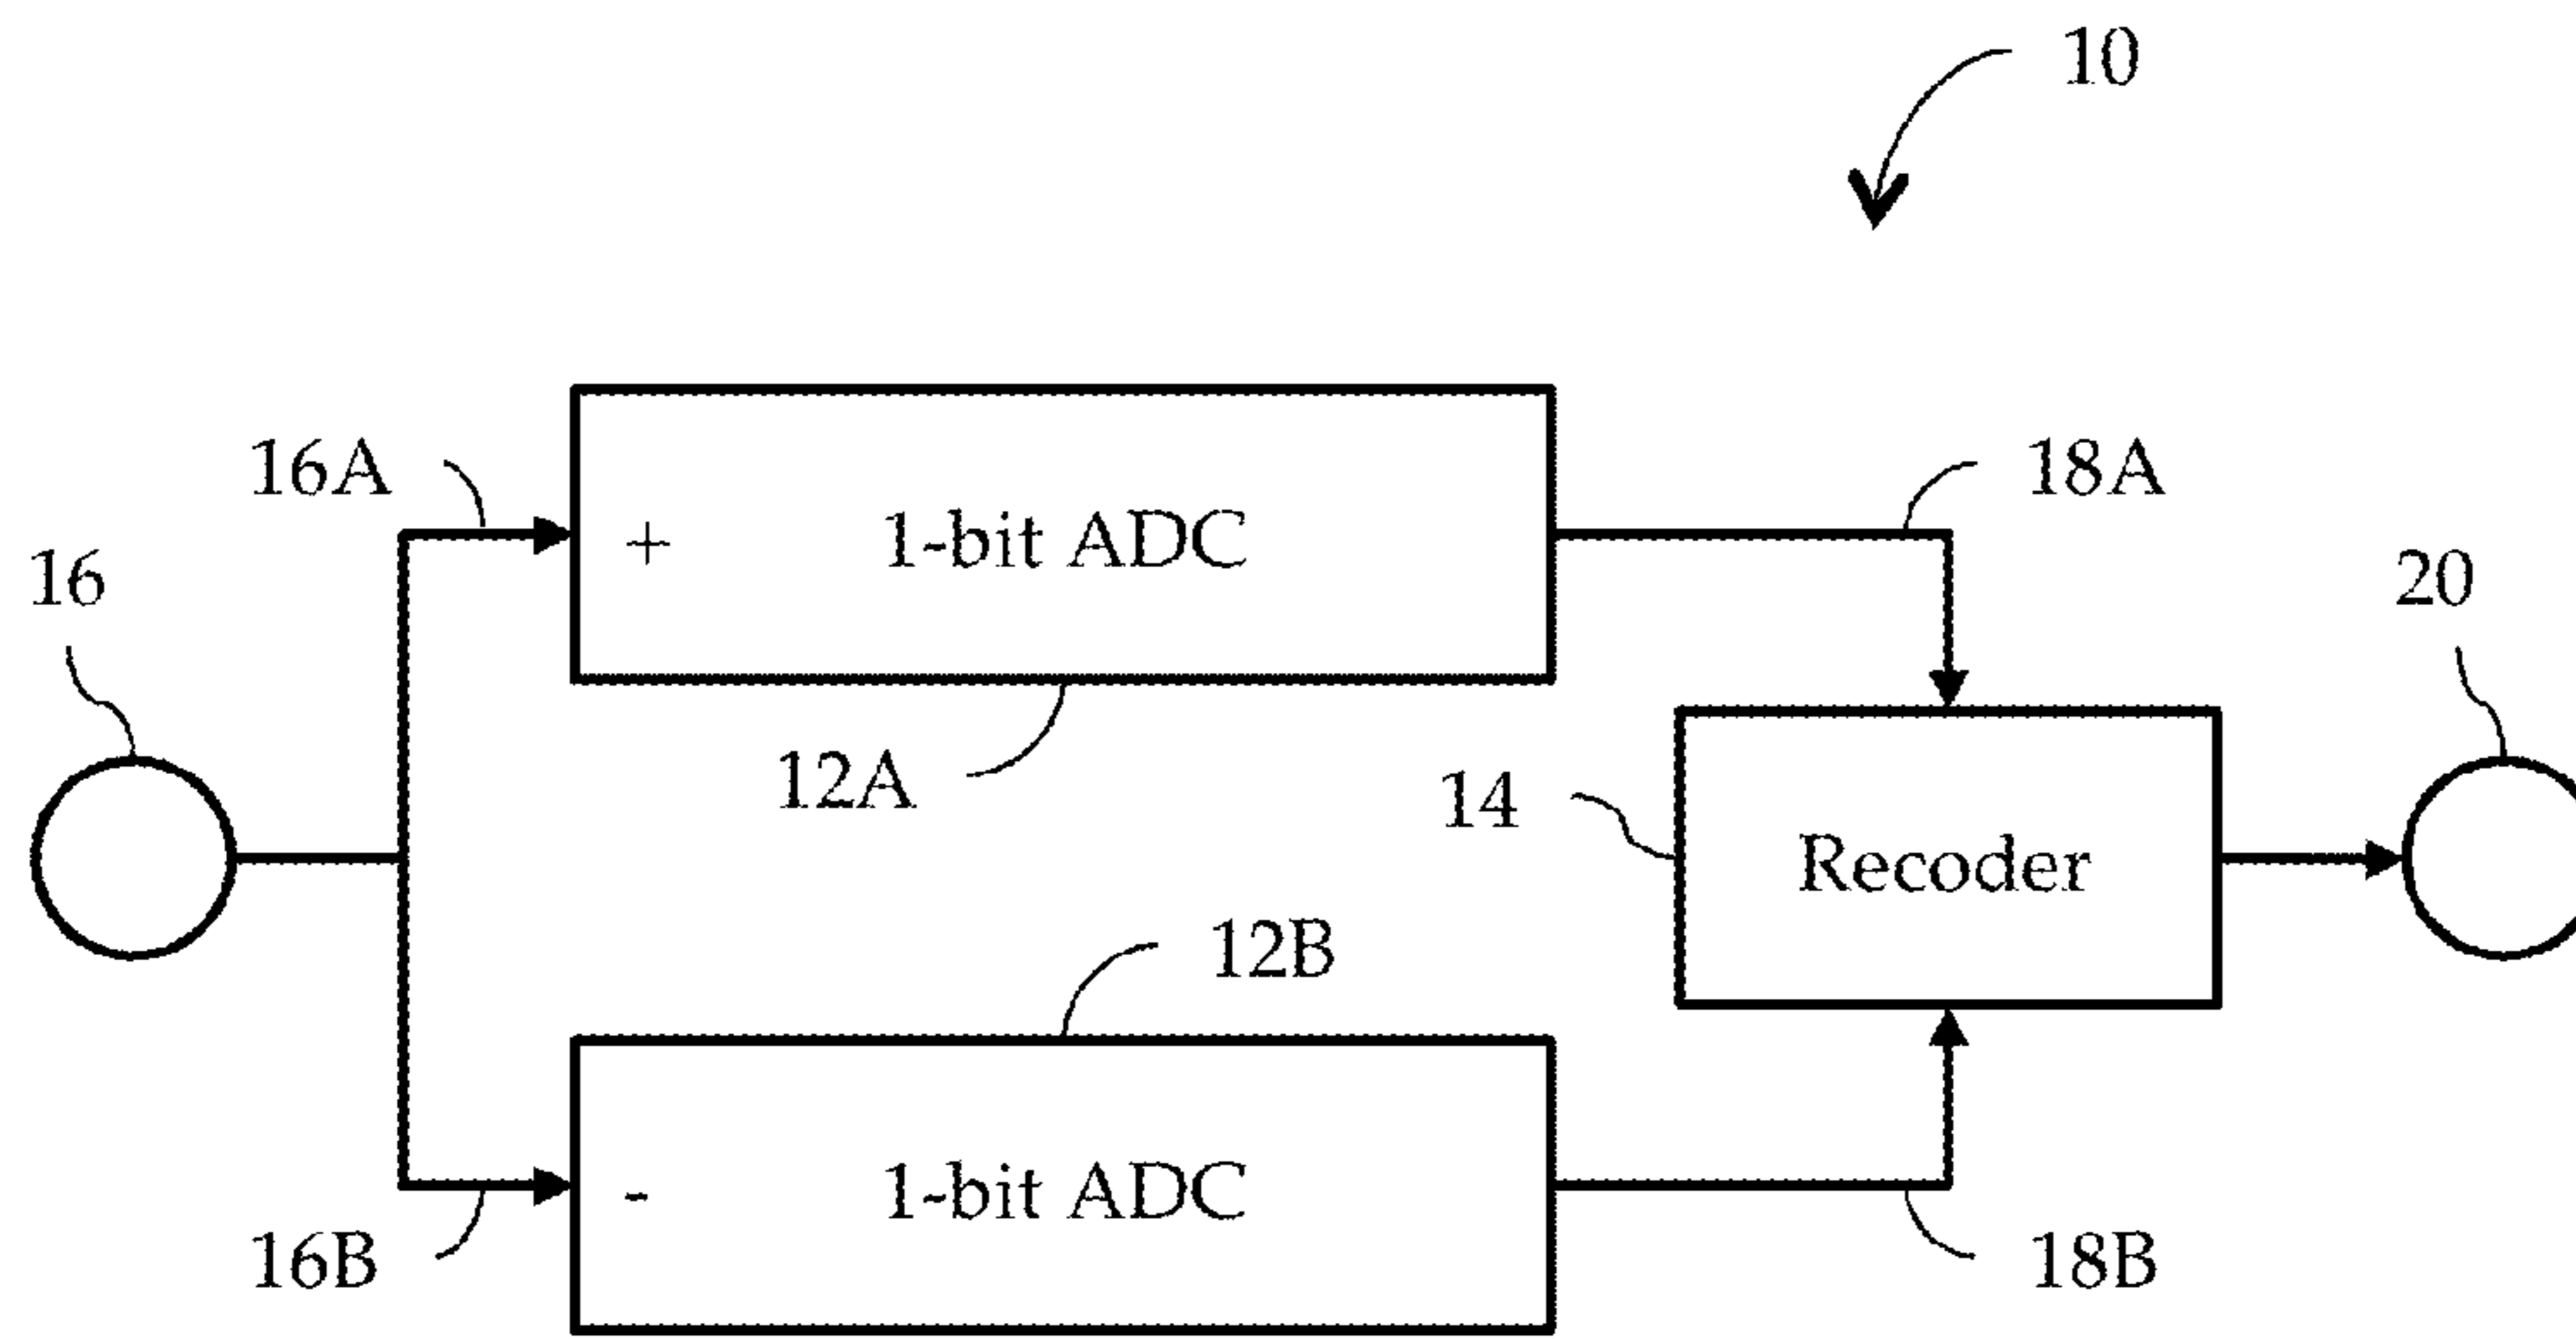 10
16A
+ 1-bit ADC
18A
16
20
12A
14
Recoder
12B
- 1-bit ADC
16B
18B